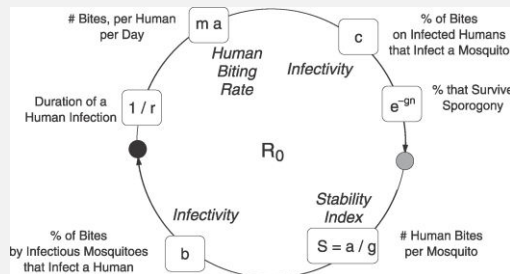 # Bites, per Human
per Day
m a
Human
Biting
Rate
c
Infectivity
% of Bites
on Infected Humans
that Infect a Mosquito
Duration of a
Human Infection
1 / r
e^-gn
% that Survive
Sporogony
R0
Infectivity
b
% of Bites
by Infectious Mosquitoes
that Infect a Human
Stability
Index
S = a / g
# Human Bites
per Mosquito